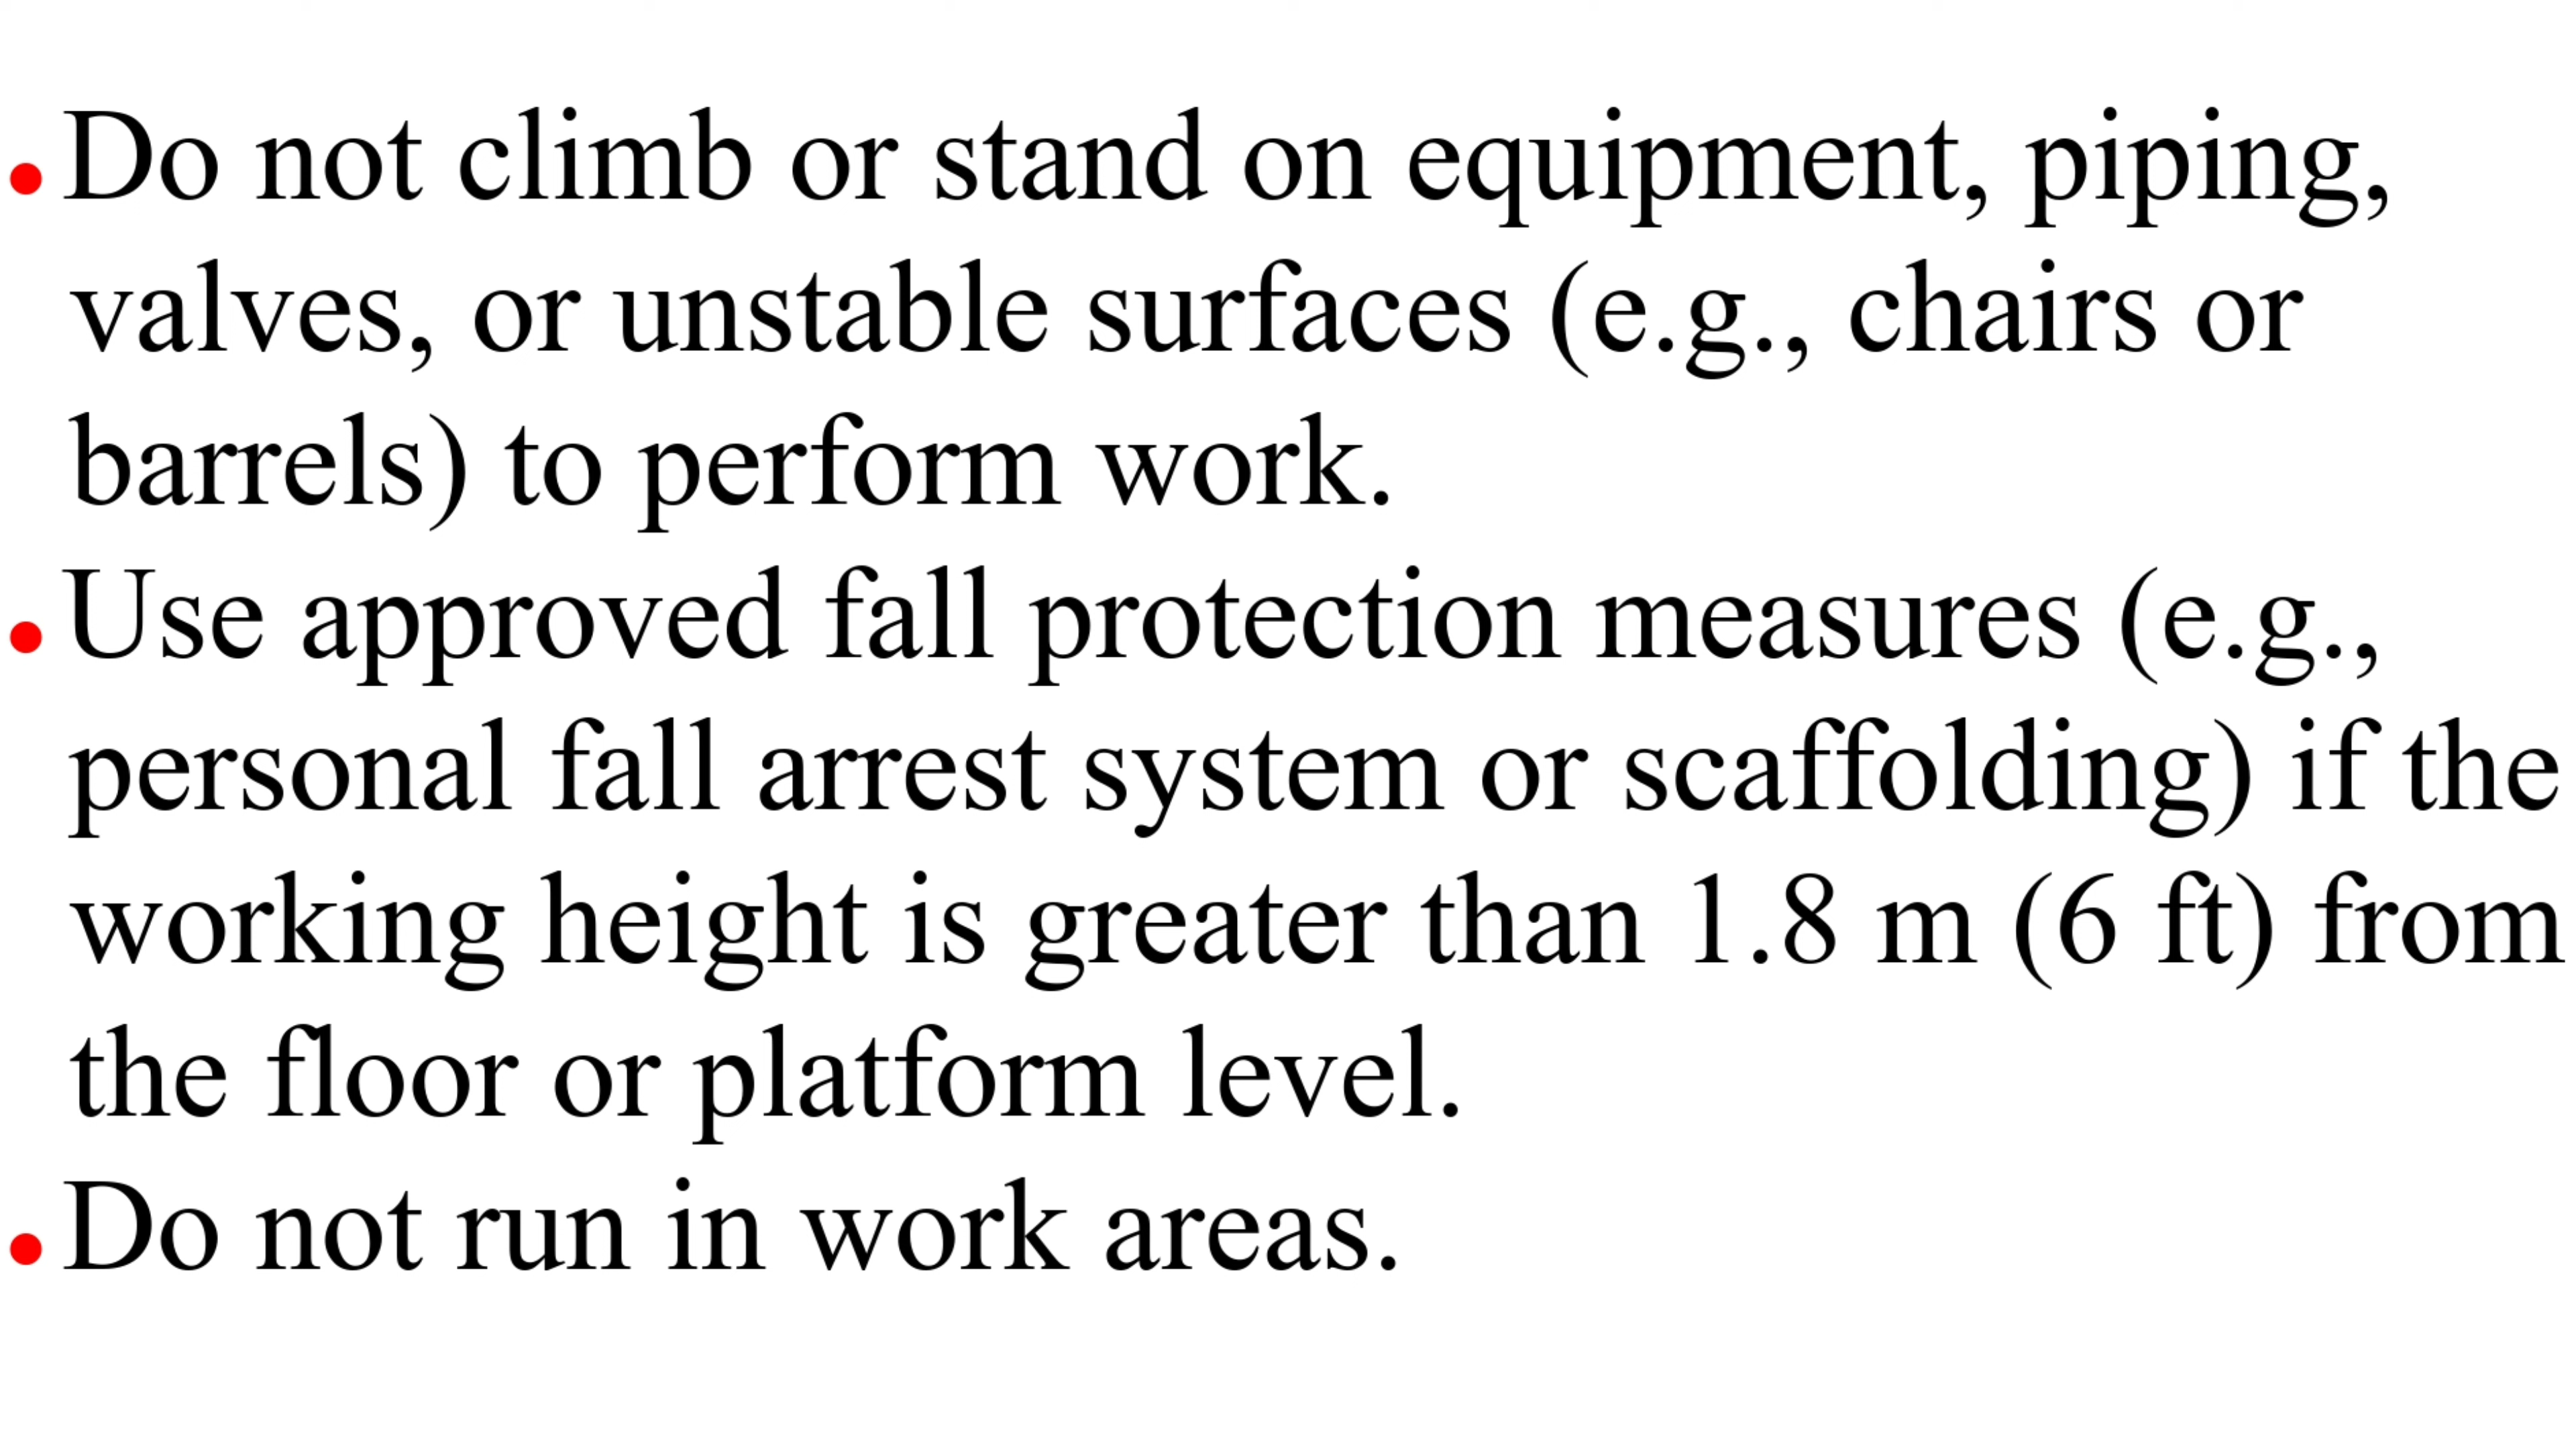 • Do not climb or stand on equipment, piping,
valves, or unstable surfaces (e.g., chairs or
barrels) to perform work.
• Use approved fall protection measures (e.g.,
personal fall arrest system or scaffolding) if the
working height is greater than 1.8 m (6 ft) from
the floor or platform level.
• Do not run in work areas.